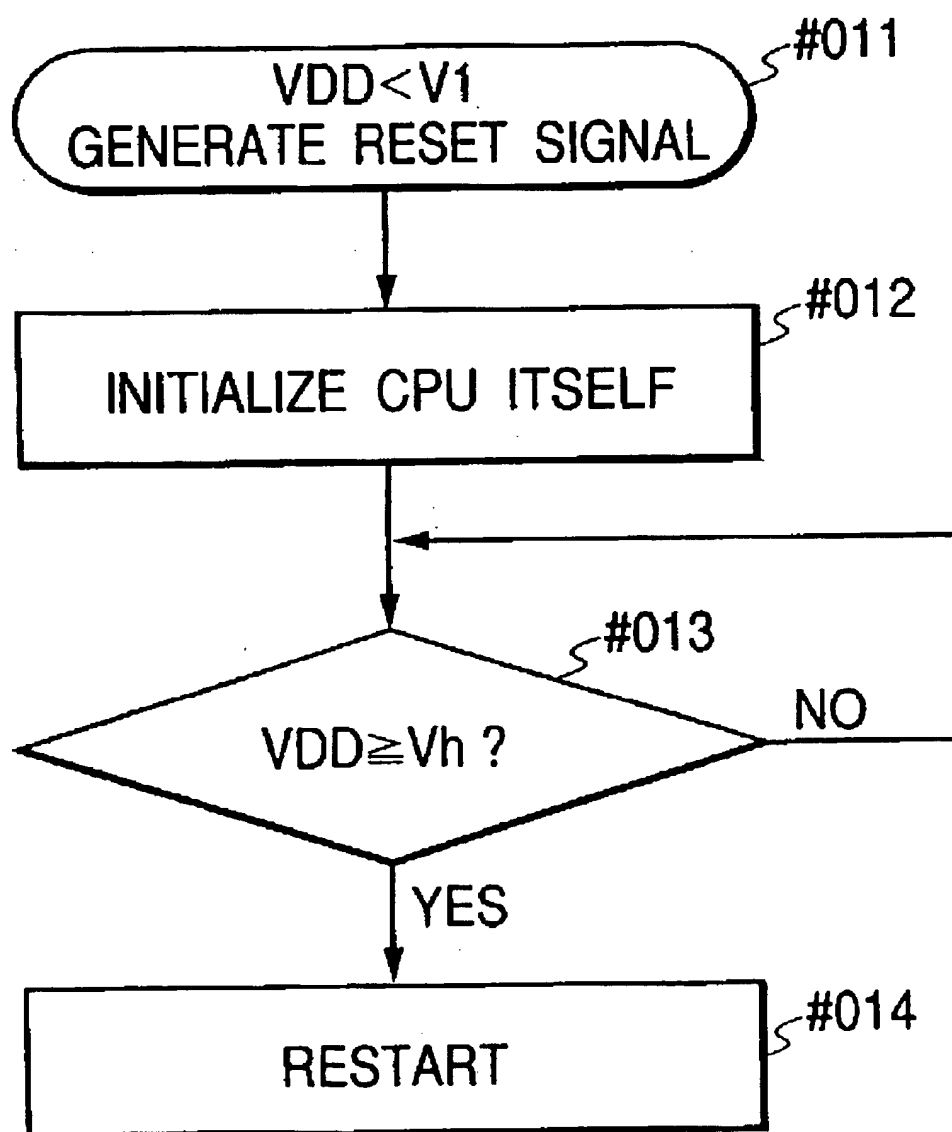 #011
VDD<V1
GENERATE RESET SIGNAL
#012
INITIALIZE CPU ITSELF
#013
VDD≧Vh ?
NO
YES
#014
RESTART